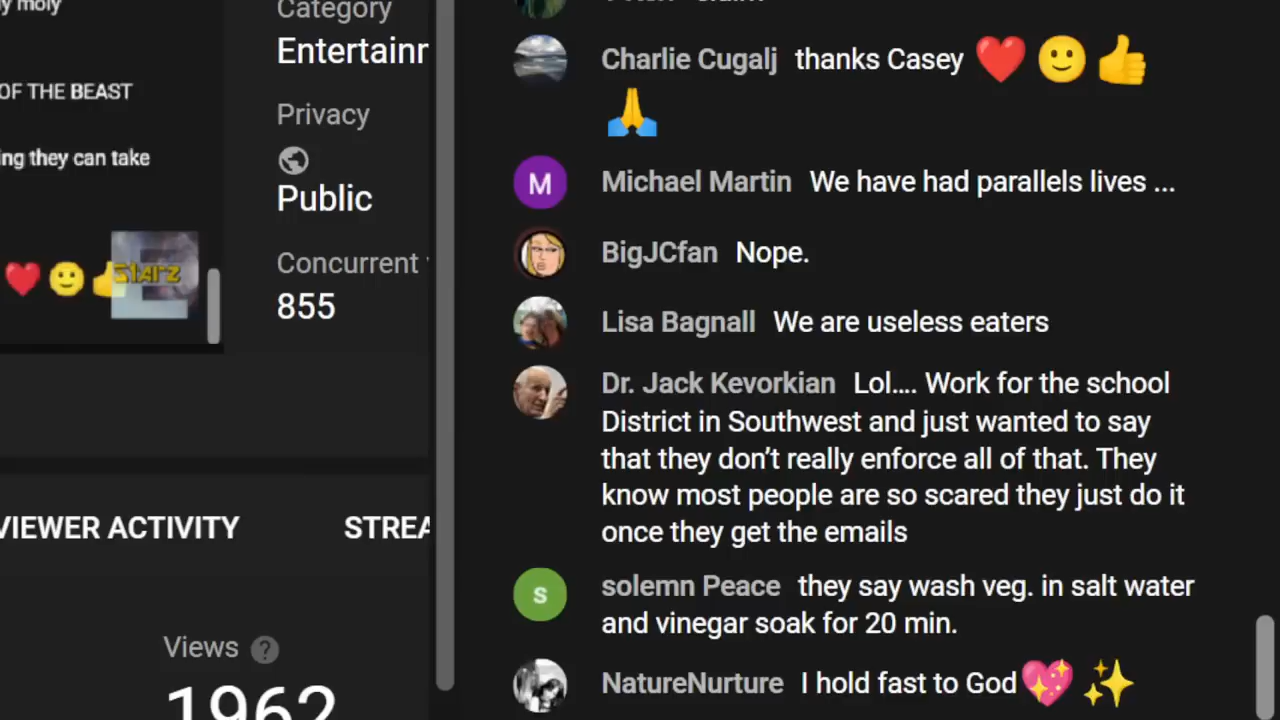 y moly
OF THE BEAST
ing they can take
STARZ
Category
Entertainr
Privacy
Public
Concurrent
855
VIEWER ACTIVITY
STREA
Views ?
1962
Charlie Cugalj thanks Casey ❤️ 🙂 👍
🙏
M
Michael Martin We have had parallels lives ...
BigJCfan Nope.
Lisa Bagnall We are useless eaters
Dr. Jack Kevorkian Lol.... Work for the school
District in Southwest and just wanted to say
that they don't really enforce all of that. They
know most people are so scared they just do it
once they get the emails
S
solemn Peace they say wash veg. in salt water
and vinegar soak for 20 min.
NatureNurture I hold fast to God 💖 ✨